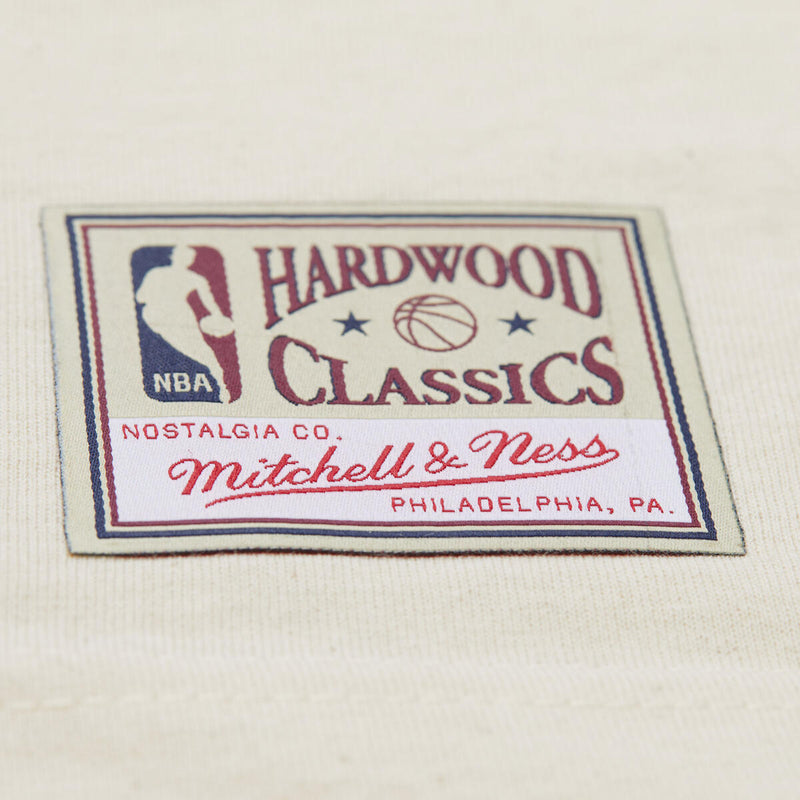 NBA
HARDWOOD
CLASSICS
NOSTALGIA CO.
Mitchell & Ness
PHILADELPHIA, PA.